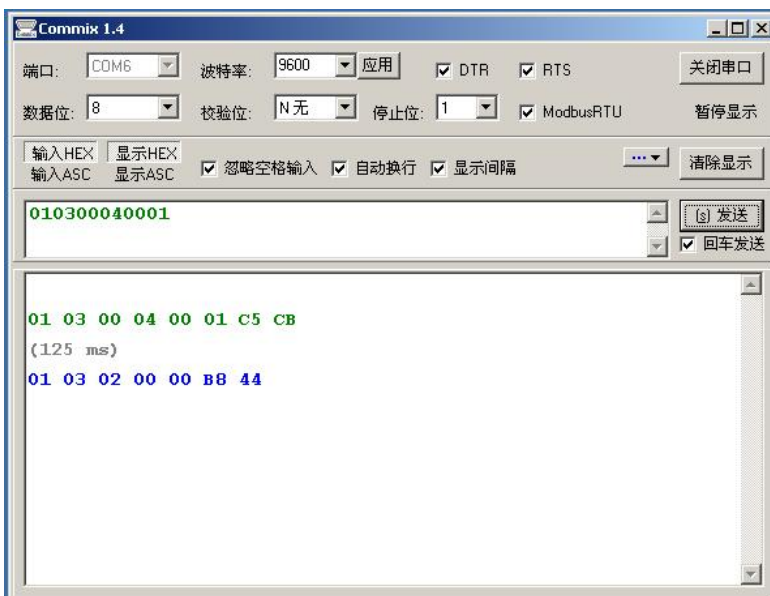 Commix 1.4
端口: COM6 波特率: 9600 应用 DTR RTS 关闭串口
数据位: 8 校验位: N无 停止位: 1 ModbusRTU 暂停显示
输入HEX 显示HEX
输入ASC 显示ASC 忽略空格输入 自动换行 显示间隔 ... 清除显示
010300040001 (s) 发送
回车发送
01 03 00 04 00 01 C5 CB
(125 ms)
01 03 02 00 00 B8 44